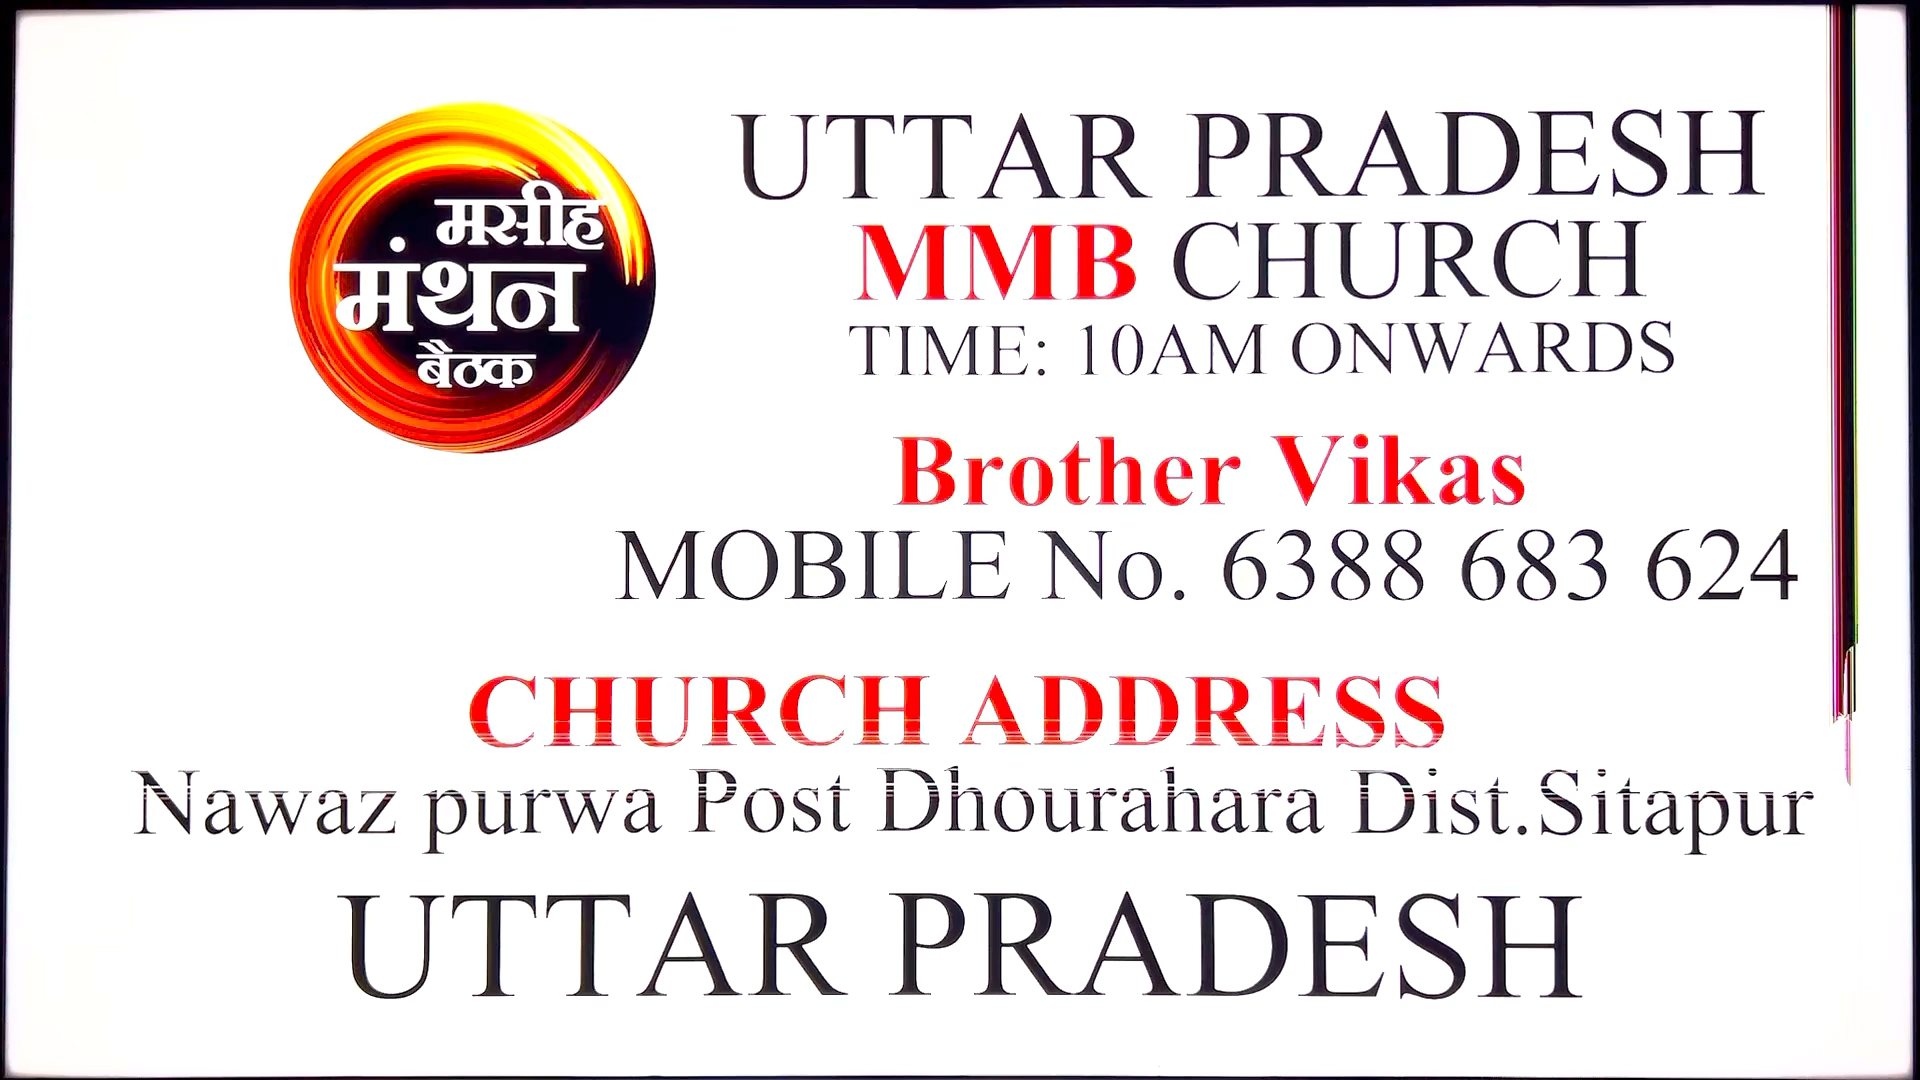 मसीह
मंथन
बैठक
UTTAR PRADESH
MMB CHURCH
TIME: 10AM ONWARDS
Brother Vikas
MOBILE No. 6388 683 624
CHURCH ADDRESS
Nawaz purwa Post Dhourahara Dist.Sitapur
UTTAR PRADESH